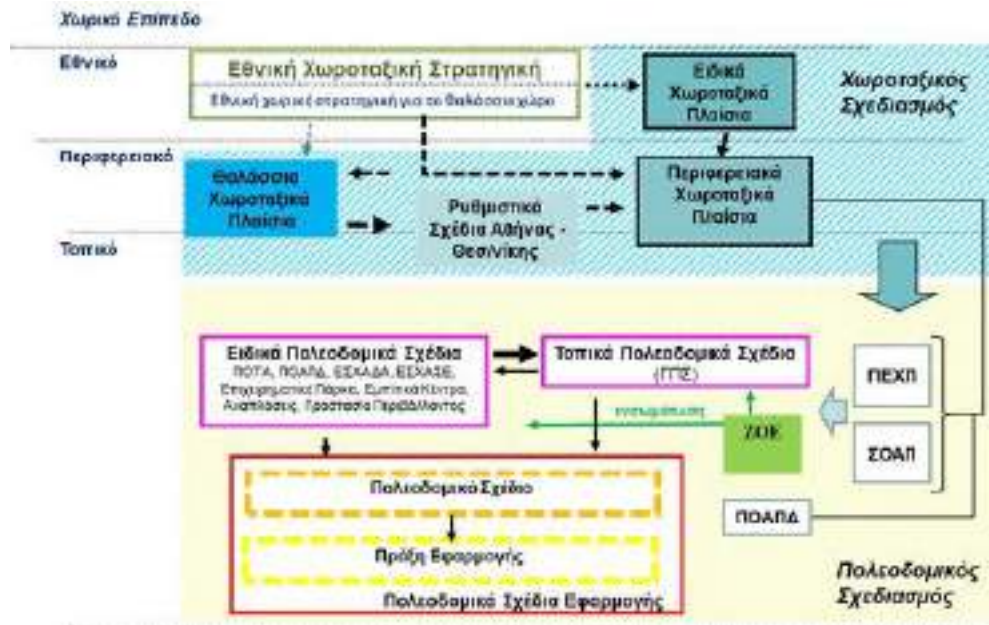 Χωρικό Επίπεδο
Εθνικό
Εθνική Χωροταξική Στρατηγική
Εθνική χωρική στρατηγική για το θαλάσσιο χώρο
Ειδικά
Χωροταξικά
Πλαίσια
Χωροταξικός
Σχεδιασμός
Περιφερειακό
Θαλάσσια
Χωροταξικά
Πλαίσια
Ρυθμιστικά
Σχέδια Αθήνας -
Θεσ/νίκης
Περιφερειακά
Χωροταξικά
Πλαίσια
Τοπικό
Ειδικά Πολεοδομικά Σχέδια
ΠΟΤΑ, ΠΟΑΠΔ, ΕΣΧΑΔΑ, ΕΣΧΑΣΕ,
Επιχειρηματικά Πάρκα, Εμπορικά Κέντρα,
Αναπλάσεις, Προστασία Περιβάλλοντος
Τοπικά Πολεοδομικά Σχέδια
(ΓΠΣ)
ενσωμάτωση
ΖΟΕ
ΠΕΧΠ
ΣΟΑΠ
ΠΟΑΠΔ
Πολεοδομικό Σχέδιο
Πράξη Εφαρμογής
Πολεοδομικά Σχέδια Εφαρμογής
Πολεοδομικός
Σχεδιασμός